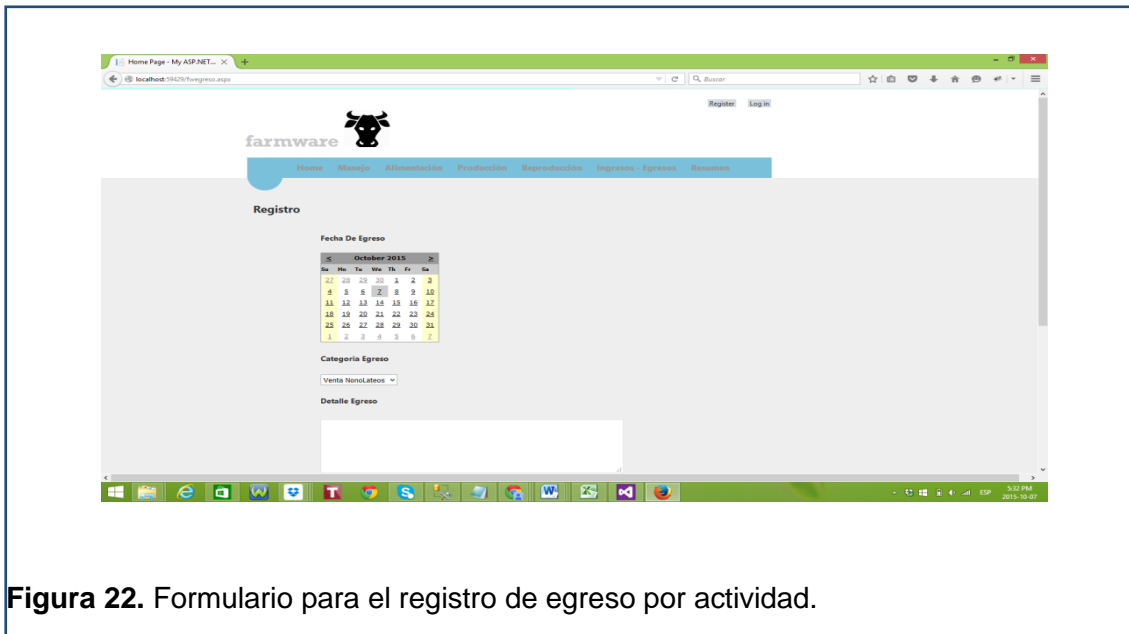 Home Page - My ASP.NET...
localhost:59429/fwegreso.aspx
Buscar
Register Log in
farmware
Home Manejo Alimentación Producción Reproducción Ingresos - Egresos Resumen
Registro
Fecha De Egreso
< October 2015 >
Su Mo Tu We Th Fr Sa
27 28 29 30 1 2 3
4 5 6 7 8 9 10
11 12 13 14 15 16 17
18 19 20 21 22 23 24
25 26 27 28 29 30 31
1 2 3 4 5 6 7
Categoria Egreso
Venta NonoLateos
Detalle Egreso
ESP
5:32 PM
2015-10-07
Figura 22. Formulario para el registro de egreso por actividad.